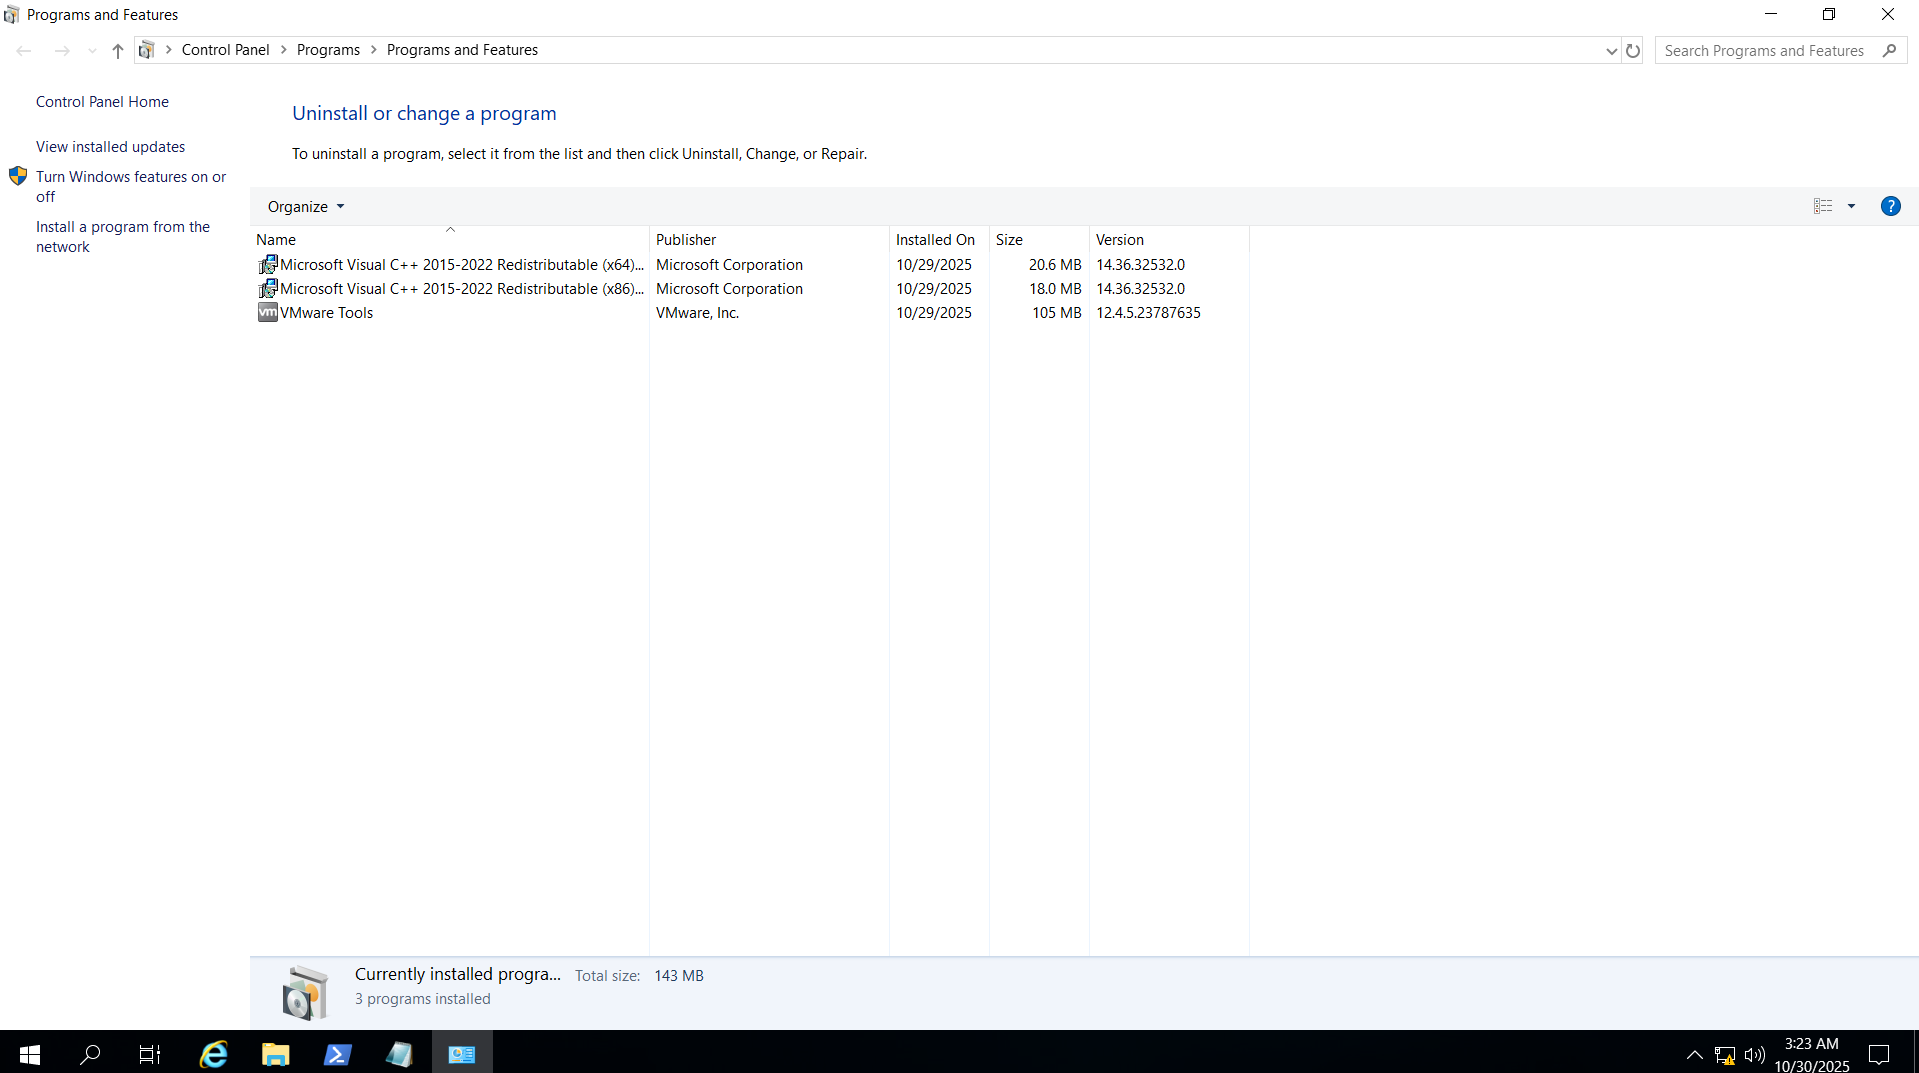 Programs and Features
Control Panel Programs Programs and Features
Search Programs and Features
Control Panel Home
View installed updates
Turn Windows features on or
off
Install a program from the
network
Uninstall or change a program
To uninstall a program, select it from the list and then click Uninstall, Change, or Repair.
Organize
?
Name Publisher Installed On Size Version
Microsoft Visual C++ 2015-2022 Redistributable (x64)... Microsoft Corporation 10/29/2025 20.6 MB 14.36.32532.0
Microsoft Visual C++ 2015-2022 Redistributable (x86)... Microsoft Corporation 10/29/2025 18.0 MB 14.36.32532.0
vm VMware Tools VMware, Inc. 10/29/2025 105 MB 12.4.5.23787635
Currently installed progra... Total size: 143 MB
3 programs installed
3:23 AM
10/30/2025